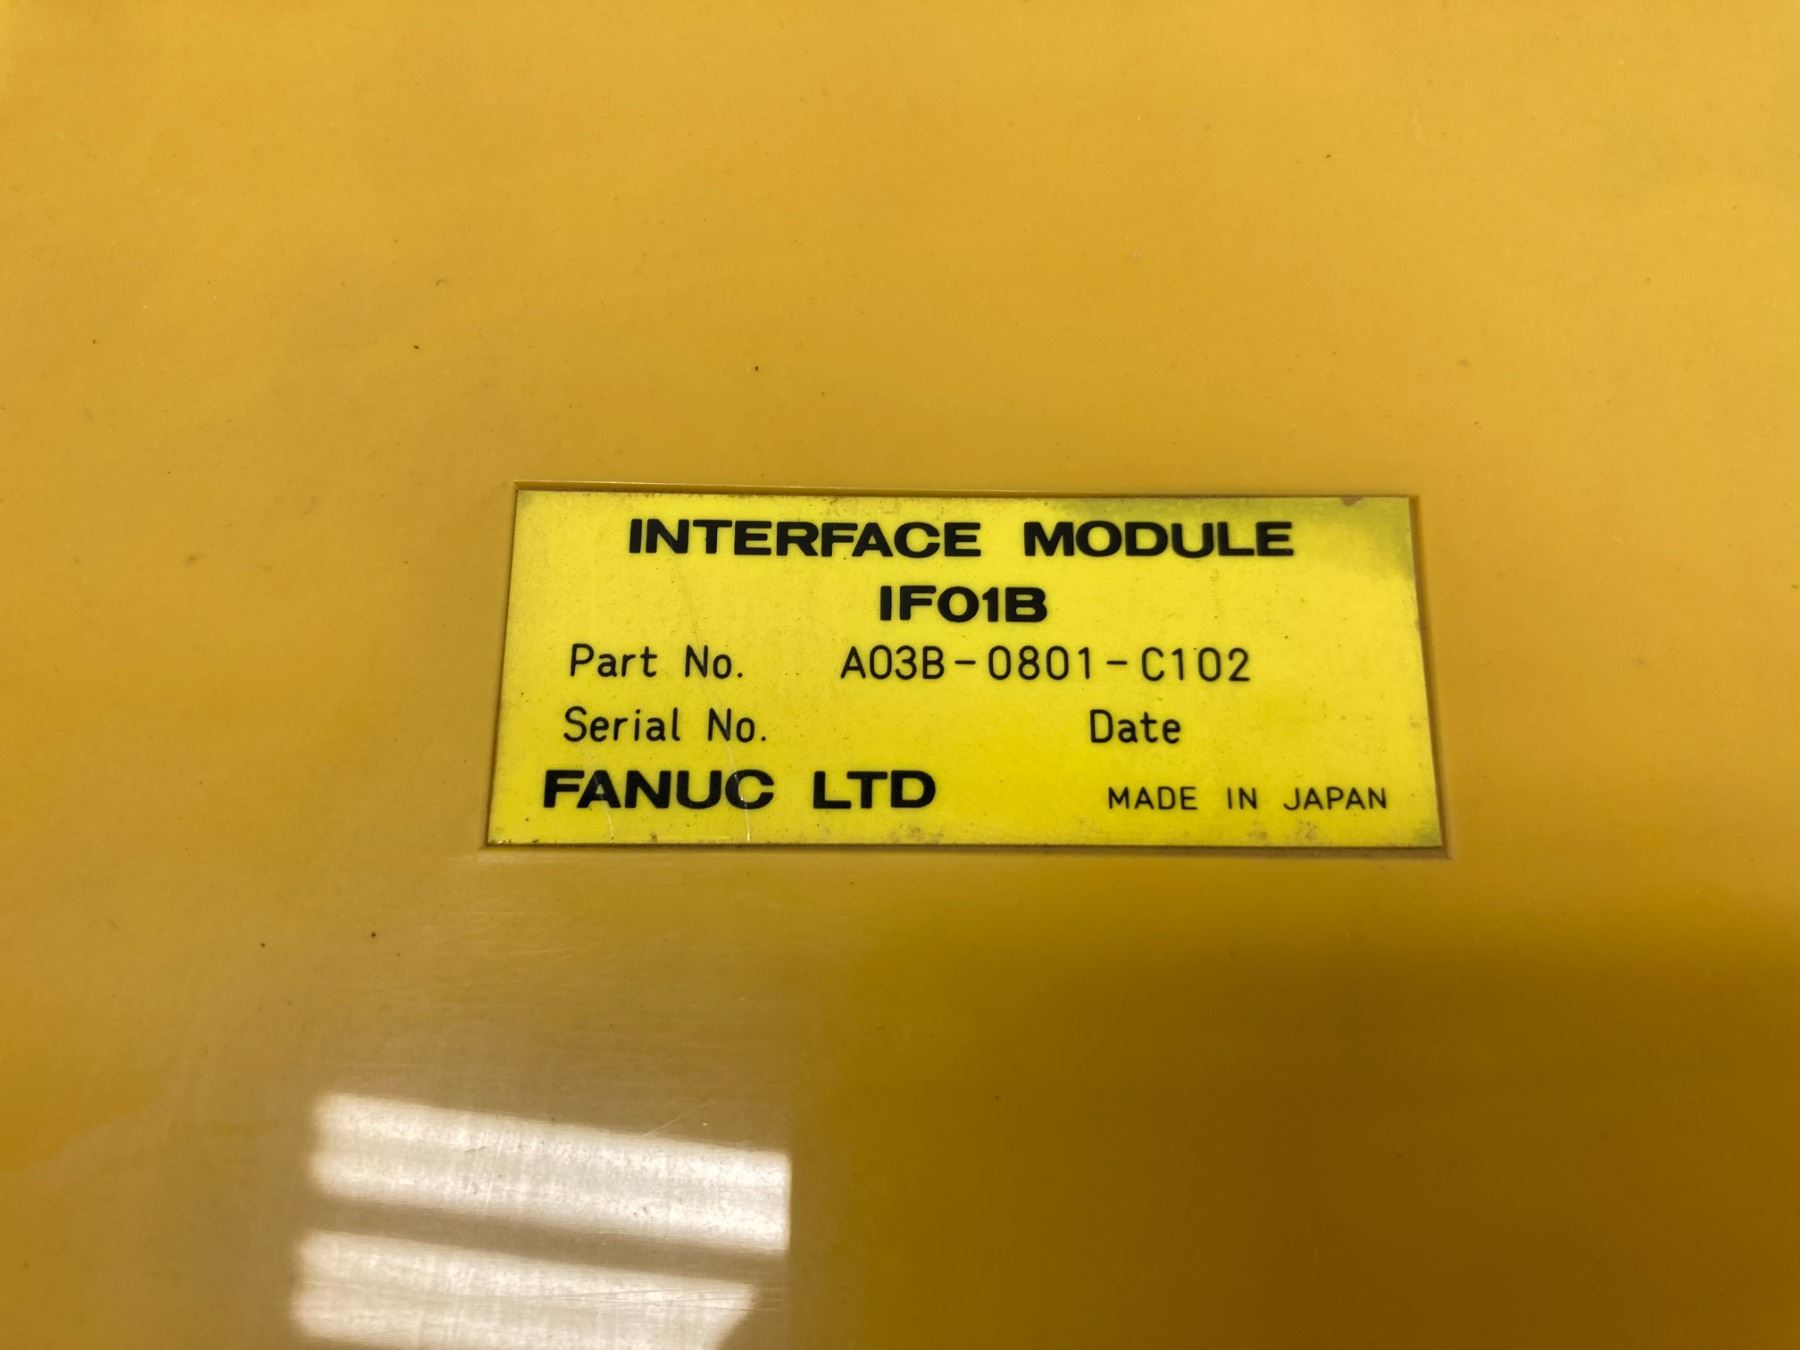 INTERFACE MODULE
IF01B
Part No. A03B-0801-C102
Serial No. Date
FANUC LTD MADE IN JAPAN